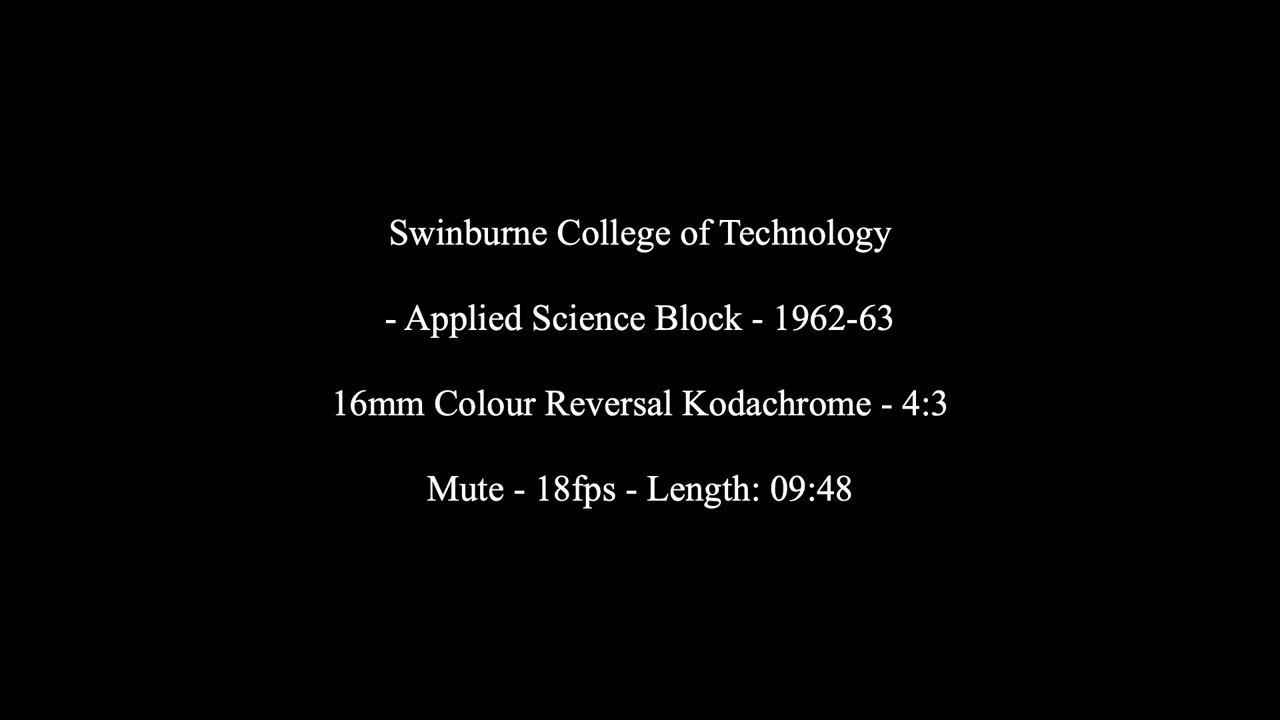 Swinburne College of Technology
- Applied Science Block - 1962-63
16mm Colour Reversal Kodachrome - 4:3
Mute - 18fps - Length: 09:48